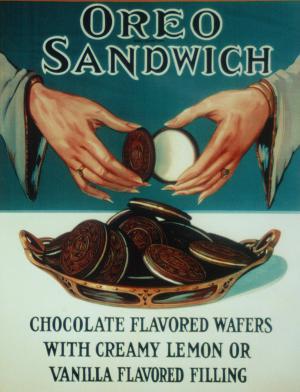 OREO
SANDWICH
CHOCOLATE FLAVORED WAFERS
WITH CREAMY LEMON OR
VANILLA FLAVORED FILLING